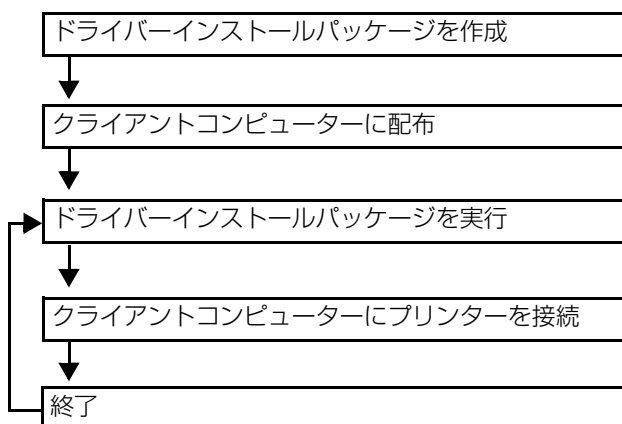 ドライバーインストールパッケージを作成
クライアントコンピューターに配布
ドライバーインストールパッケージを実行
クライアントコンピューターにプリンターを接続
終了